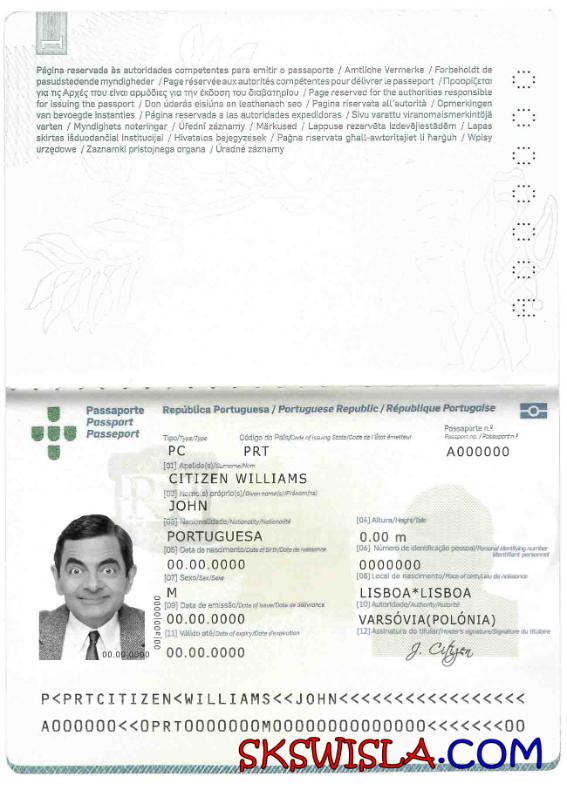 Página reservada às autoridades competentes para emitir o passaporte / Amtliche Vermerke / Forbeholdt de
pasudstedende myndigheder / Page réservée aux autorités compétentes pour délivrer le passeport / Προορίζεται
για τις Αρχές που είναι αρμόδιες για την έκδοση του διαβατηρίου / Page reserved for the authorities responsible
for issuing the passport / Don údarás eisiúna an leathanach seo / Pagina riservata all'autorità / Opmerkingen
van bevoegde instanties / Página reservada a las autoridades expedidoras / Sivu varattu viranomaismerkintöjä
varten / Myndighets noteringar / Úřední záznamy / Märkused / Lappuse rezervēta izdevējiestādēm / Lapas
skirtas išduodančiai institucijai / Hivatalos bejegyzések / Paġna riservata għall-awtoritajiet li ħarġuh / Wpisy
urzędowe / Zaznamki pristojnega organa / Úradné záznamy
Passaporte
Passport
Passeport
República Portuguesa / Portuguese Republic / République Portugaise
Tipo/Type/Type Código do País/Code of issuing State/Code de l'État émetteur Passaporte n.º
Passport no. / Passeport n.º
PC PRT A000000
[01] Apelido(s)/Surname/Nom
CITIZEN WILLIAMS
[02] Nome(s) próprio(s)/Given name(s)/Prénom(ns)
JOHN
[03] Nacionalidade/Nationality/Nationalité [04] Altura/Height/Taille
PORTUGUESA 0.00 m
[05] Data de nascimento/Date of birth/Date de naissance [06] Número de identificação pessoal/Personal identifying number
Identifiant personnel
00.00.0000 0000000
[07] Sexo/Sex/Sexe [08] Local de nascimento/Place of birth/Lieu de naissance
M LISBOA*LISBOA
[09] Data de emissão/Date of issue/Date de délivrance [10] Autoridade/Authority/Autorité
00.00.0000 VARSÓVIA(POLÓNIA)
[11] Válido até/Date of expiry/Date d'expiration [12] Assinatura do titular/Holder's signature/Signature du titulaire
00.00.0000 J. Citizen
00.00.0000
00|a00|0000
P<PRTCITIZEN<WILLIAMS<<JOHN<<<<<<<<<<<<<<<<<
A000000<<0PRT0000000M00000000000000<<<<<<<00
SKSWISLA.COM